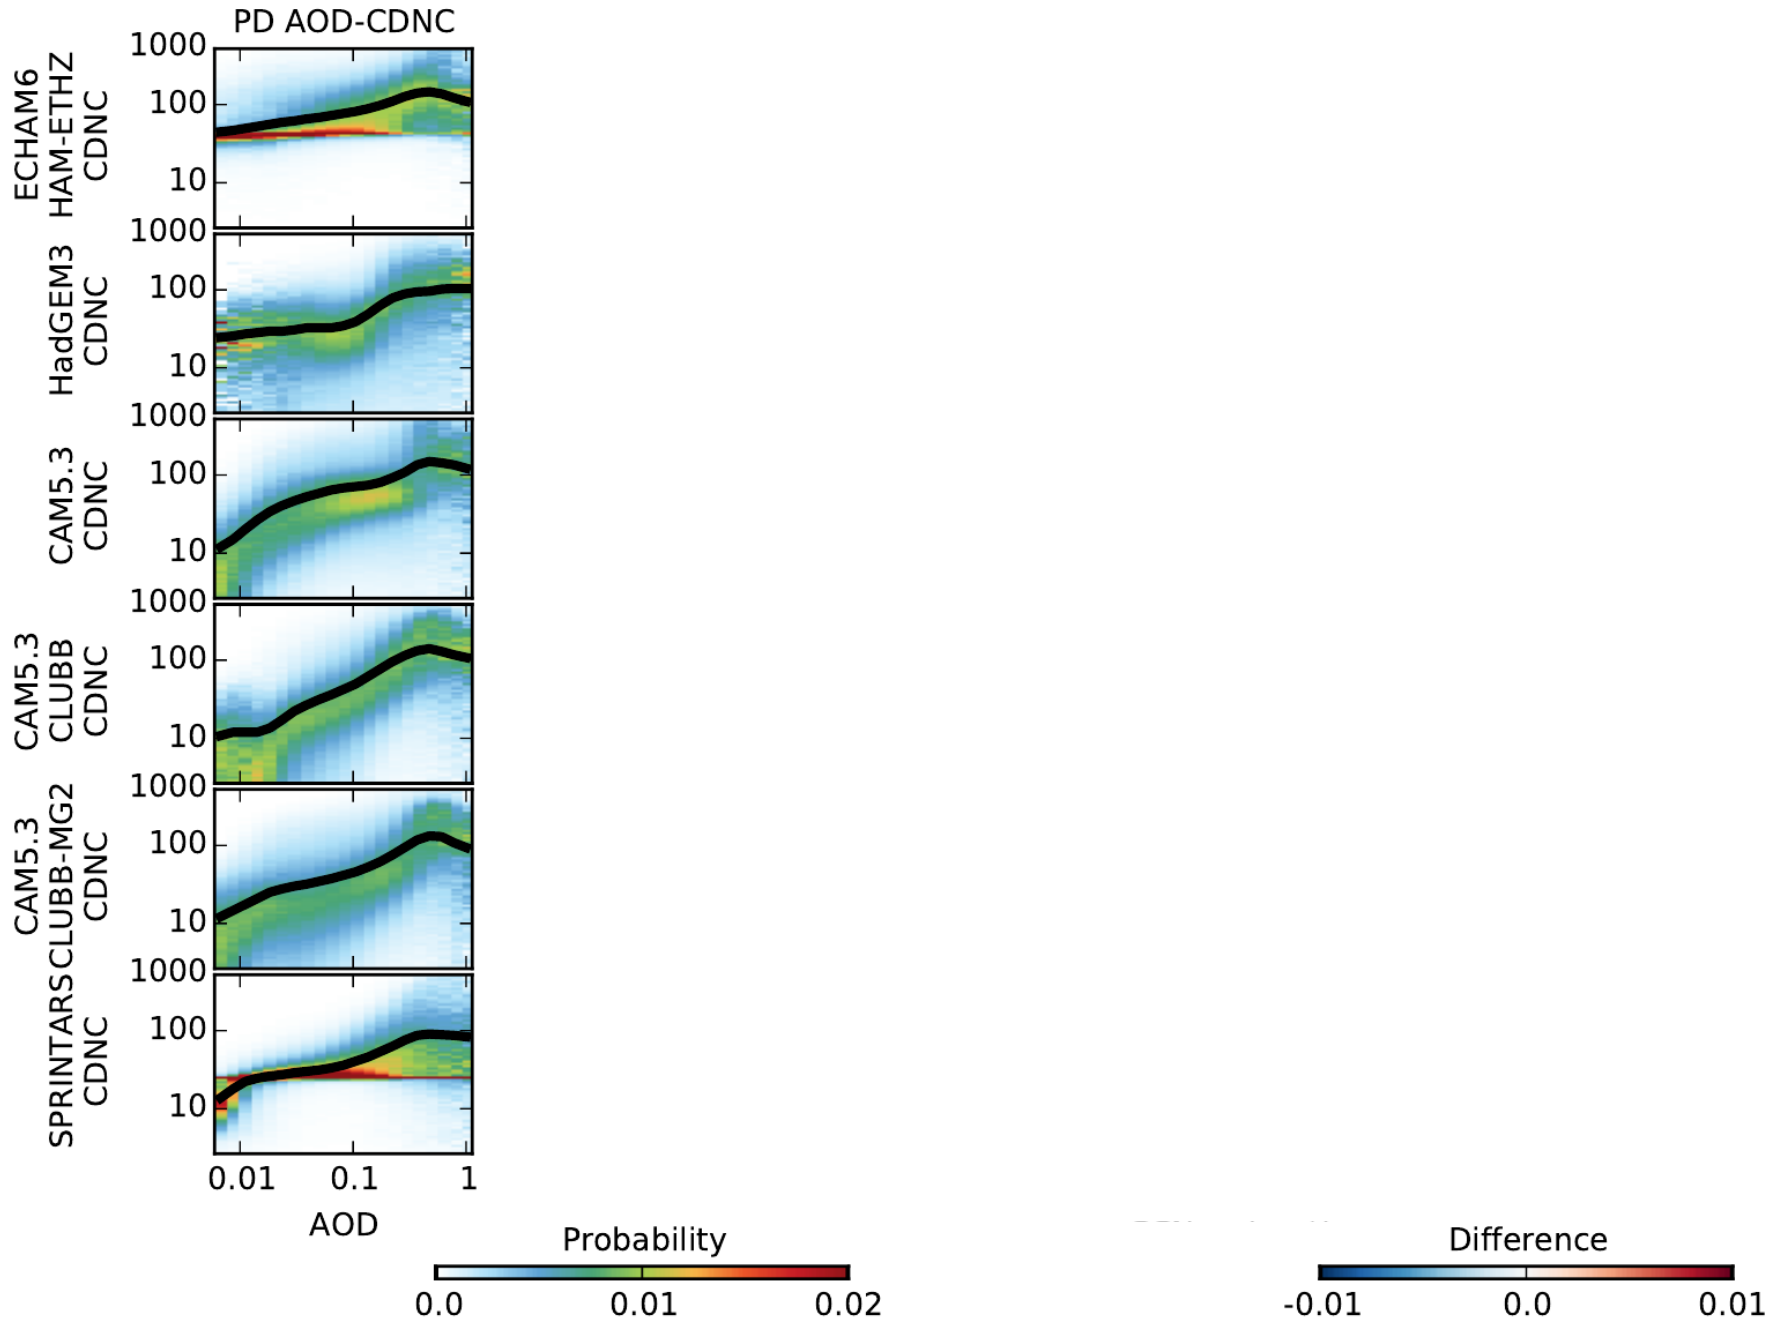 PD AOD-CDNC
ECHAM6
HAM-ETHZ
CDNC
1000
100
10
HadGEM3
CDNC
1000
100
10
CAM5.3
CDNC
1000
100
10
CAM5.3
CLUBB
CDNC
1000
100
10
CAM5.3
CLUBB-MG2
CDNC
1000
100
10
SPRINTARS
CDNC
1000
100
10
0.01 0.1 1
AOD
Probability
0.0 0.01 0.02
Difference
-0.01 0.0 0.01